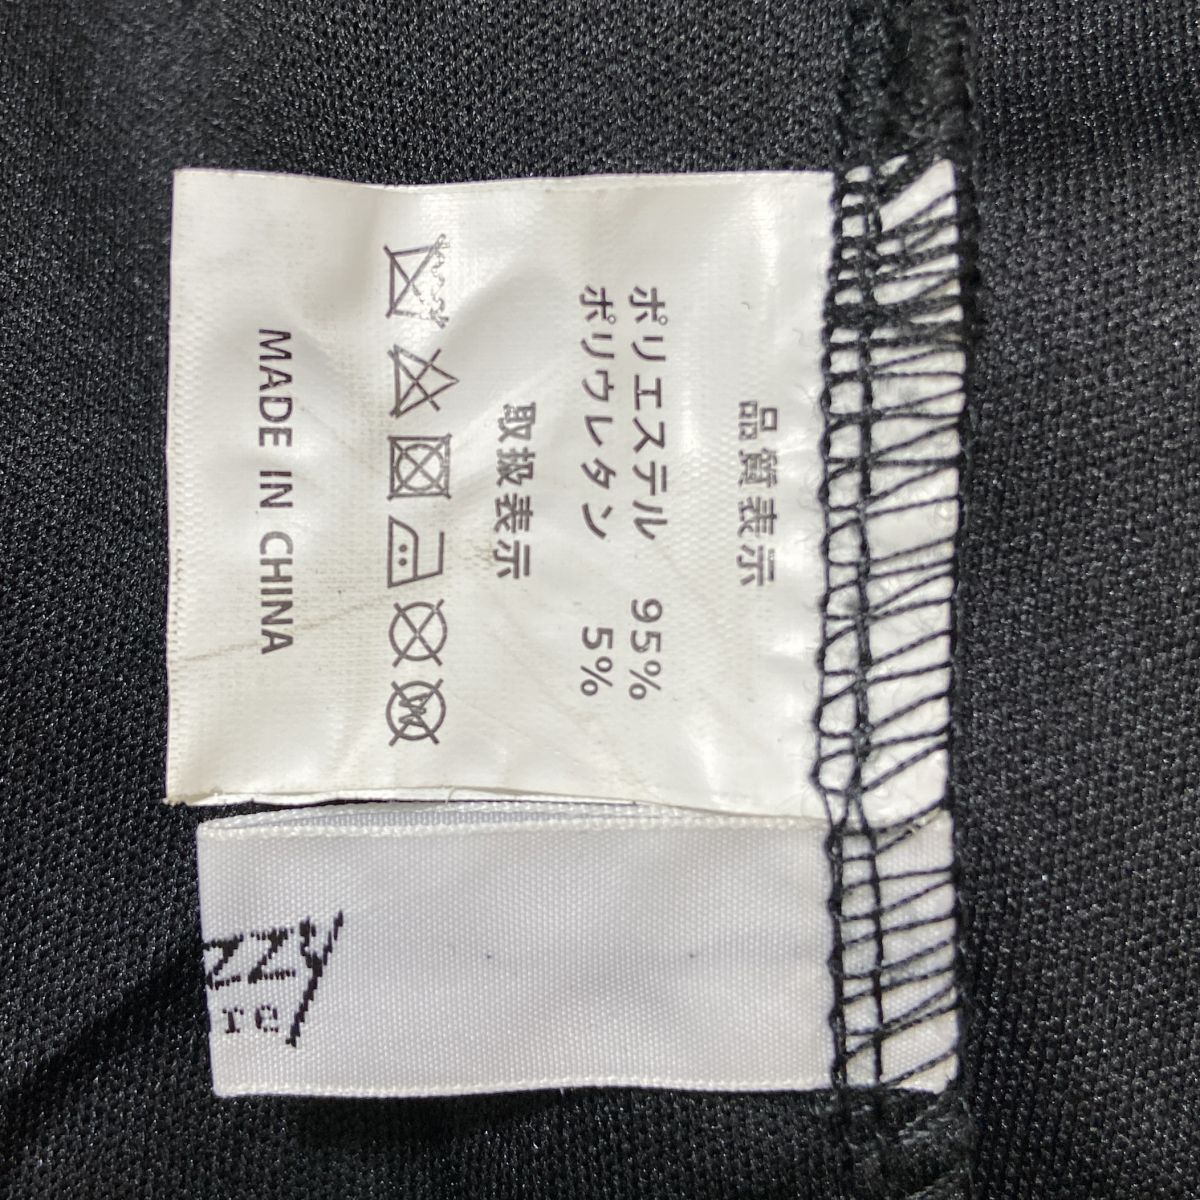 品質表示
ポリエステル 95%
ポリウレタン 5%
取扱表示
MADE IN CHINA